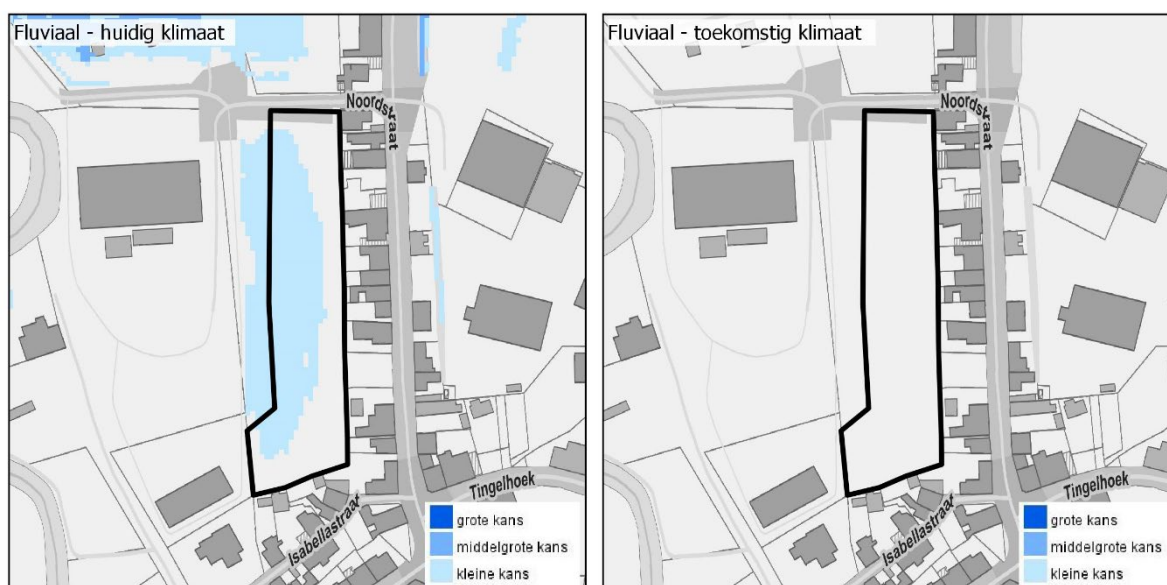 Fluviaal - huidig klimaat
Noordstraat
Tingelhoek
Isabellastraat
grote kans
middelgrote kans
kleine kans
Fluviaal - toekomstig klimaat
Noordstraat
Tingelhoek
Isabellastraat
grote kans
middelgrote kans
kleine kans